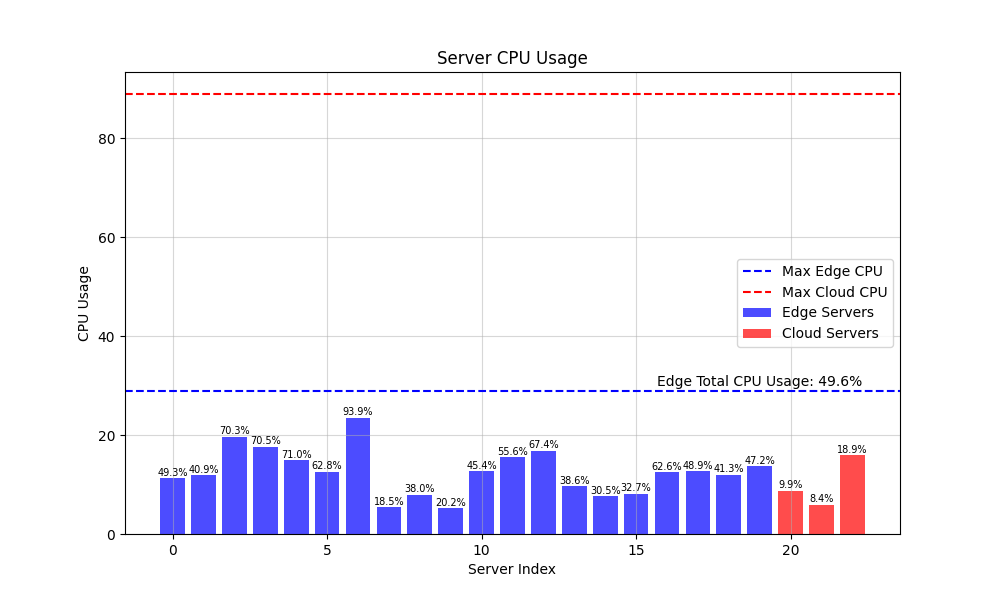 Server CPU Usage
CPU Usage
80
60
40
20
0
Max Edge CPU
Max Cloud CPU
Edge Servers
Cloud Servers
Edge Total CPU Usage: 49.6%
49.3% 40.9% 70.3% 70.5% 71.0% 62.8% 93.9% 18.5% 38.0% 20.2% 45.4% 55.6% 67.4% 38.6% 30.5% 32.7% 62.6% 48.9% 41.3% 47.2% 9.9% 8.4% 18.9%
0 5 10 15 20
Server Index